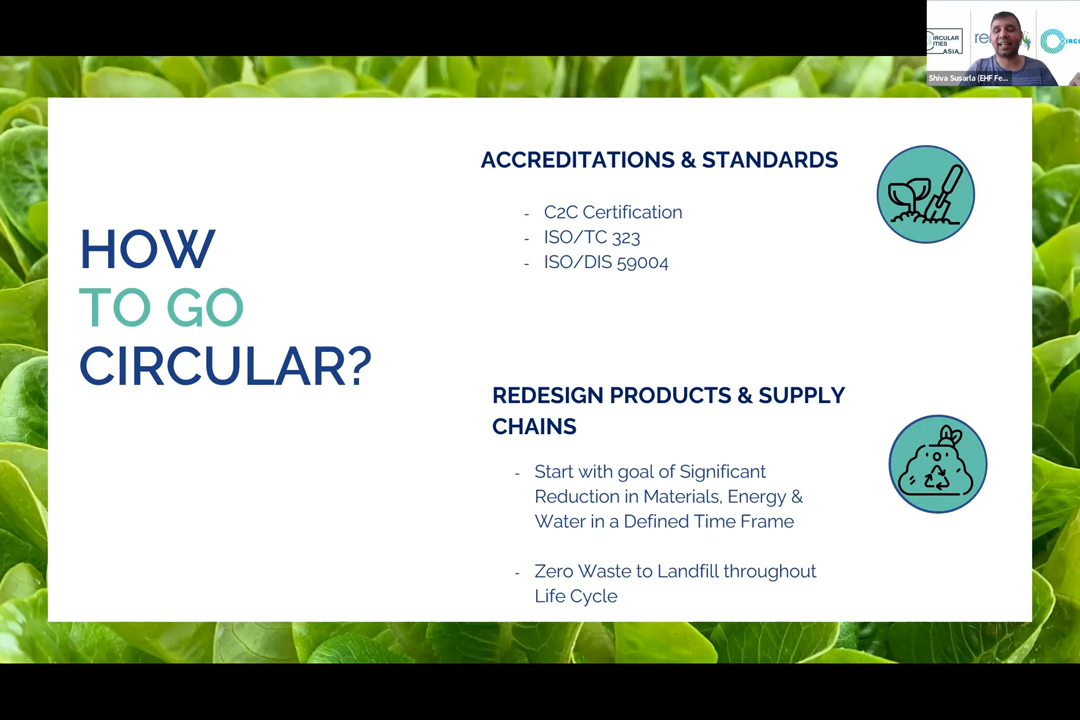 CIRCULAR
ASIA
Shiva Susarla (EHF Fe...
HOW
TO GO
CIRCULAR?
ACCREDITATIONS & STANDARDS
- C2C Certification
- ISO/TC 323
- ISO/DIS 59004
REDESIGN PRODUCTS & SUPPLY
CHAINS
- Start with goal of Significant
Reduction in Materials, Energy &
Water in a Defined Time Frame
- Zero Waste to Landfill throughout
Life Cycle